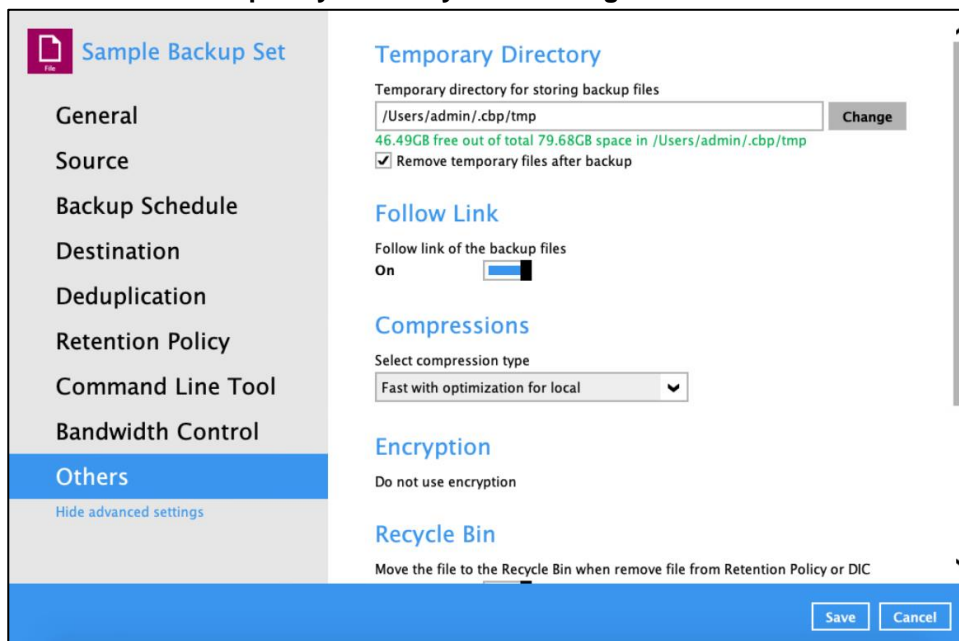 File
Sample Backup Set
General
Source
Backup Schedule
Destination
Deduplication
Retention Policy
Command Line Tool
Bandwidth Control
Others
Hide advanced settings
Temporary Directory
Temporary directory for storing backup files
/Users/admin/.cbp/tmp
Change
46.49GB free out of total 79.68GB space in /Users/admin/.cbp/tmp
Remove temporary files after backup
Follow Link
Follow link of the backup files
On
Compressions
Select compression type
Fast with optimization for local
Encryption
Do not use encryption
Recycle Bin
Move the file to the Recycle Bin when remove file from Retention Policy or DIC
Save
Cancel